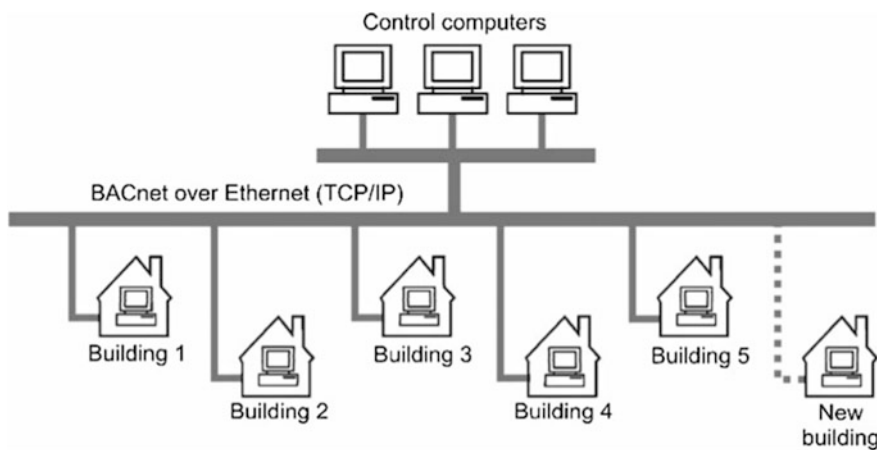 Control computers
BACnet over Ethernet (TCP/IP)
Building 1
Building 2
Building 3
Building 4
Building 5
New
building